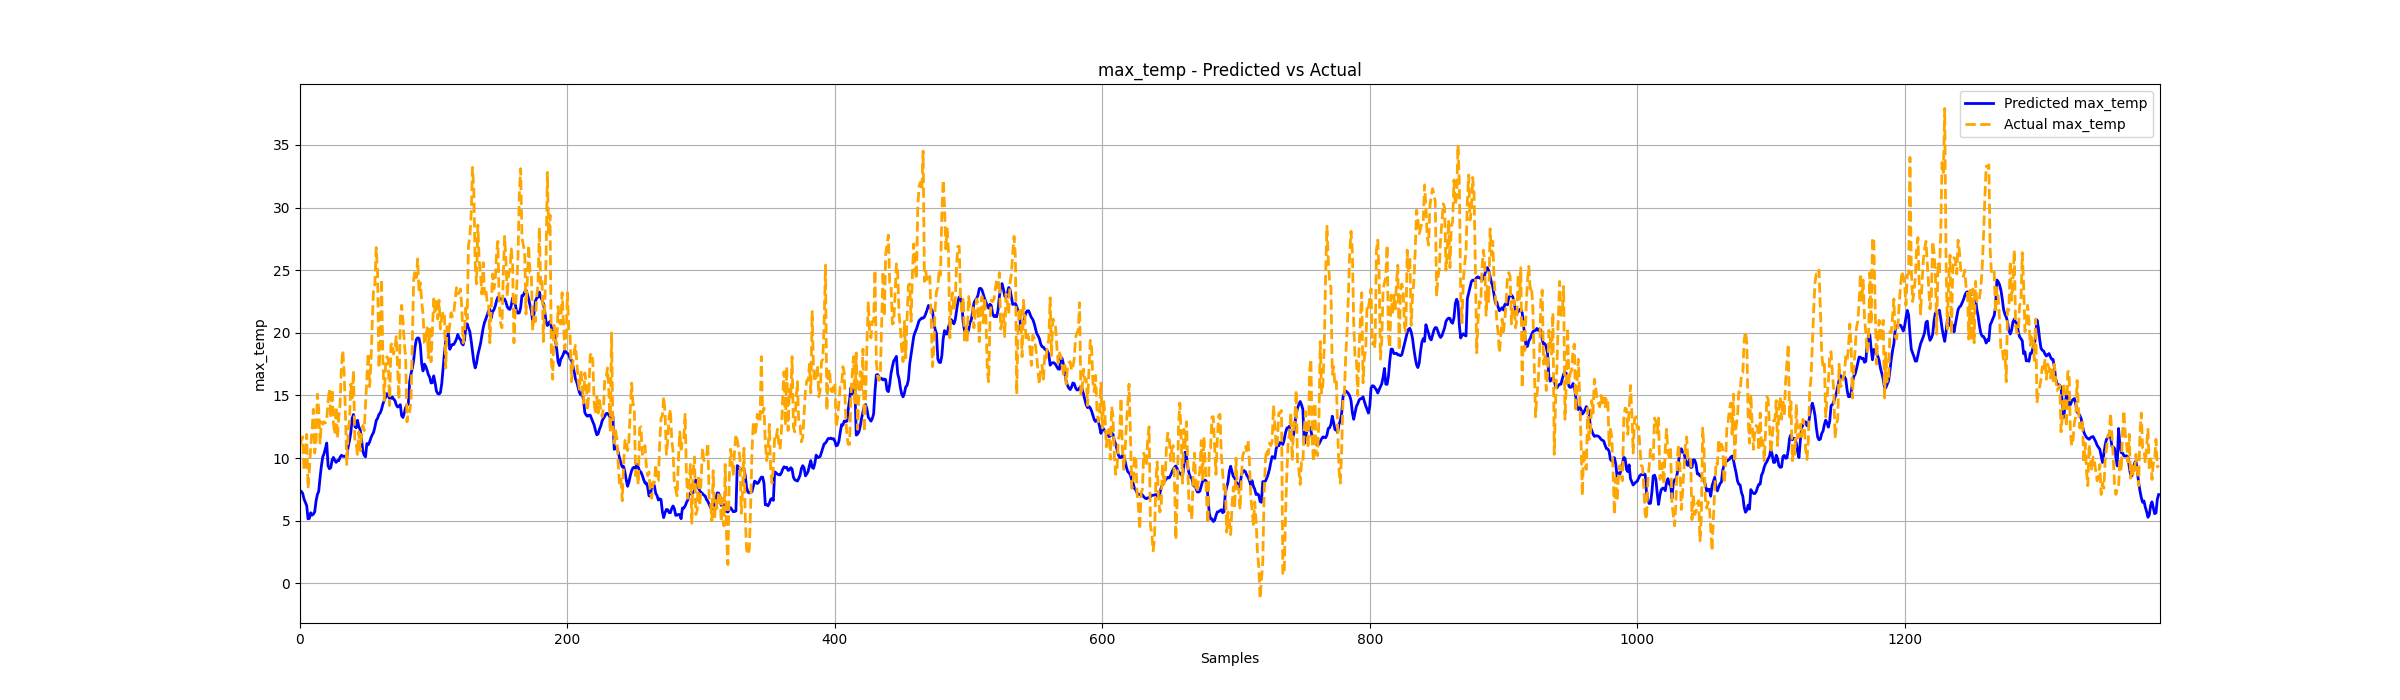 max_temp - Predicted vs Actual
Predicted max_temp
Actual max_temp
max_temp
35
30
25
20
15
10
5
0
0 200 400 600 800 1000 1200
Samples